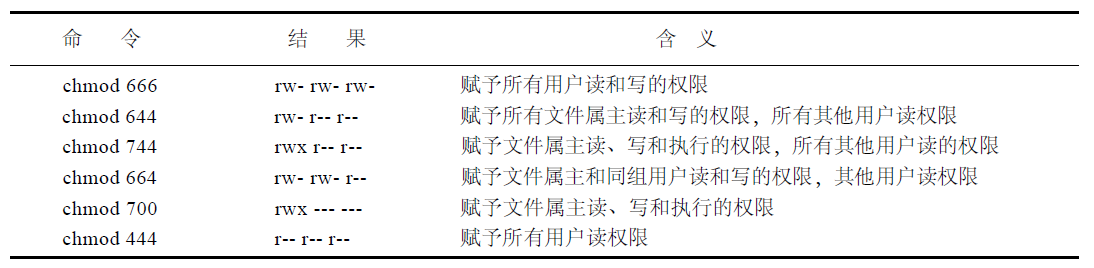 命 令 结 果 含 义
chmod 666 rw- rw- rw- 赋予所有用户读和写的权限
chmod 644 rw- r-- r-- 赋予所有文件属主读和写的权限，所有其他用户读权限
chmod 744 rwx r-- r-- 赋予文件属主读、写和执行的权限，所有其他用户读的权限
chmod 664 rw- rw- r-- 赋予文件属主和同组用户读和写的权限，其他用户读权限
chmod 700 rwx --- --- 赋予文件属主读、写和执行的权限
chmod 444 r-- r-- r-- 赋予所有用户读权限